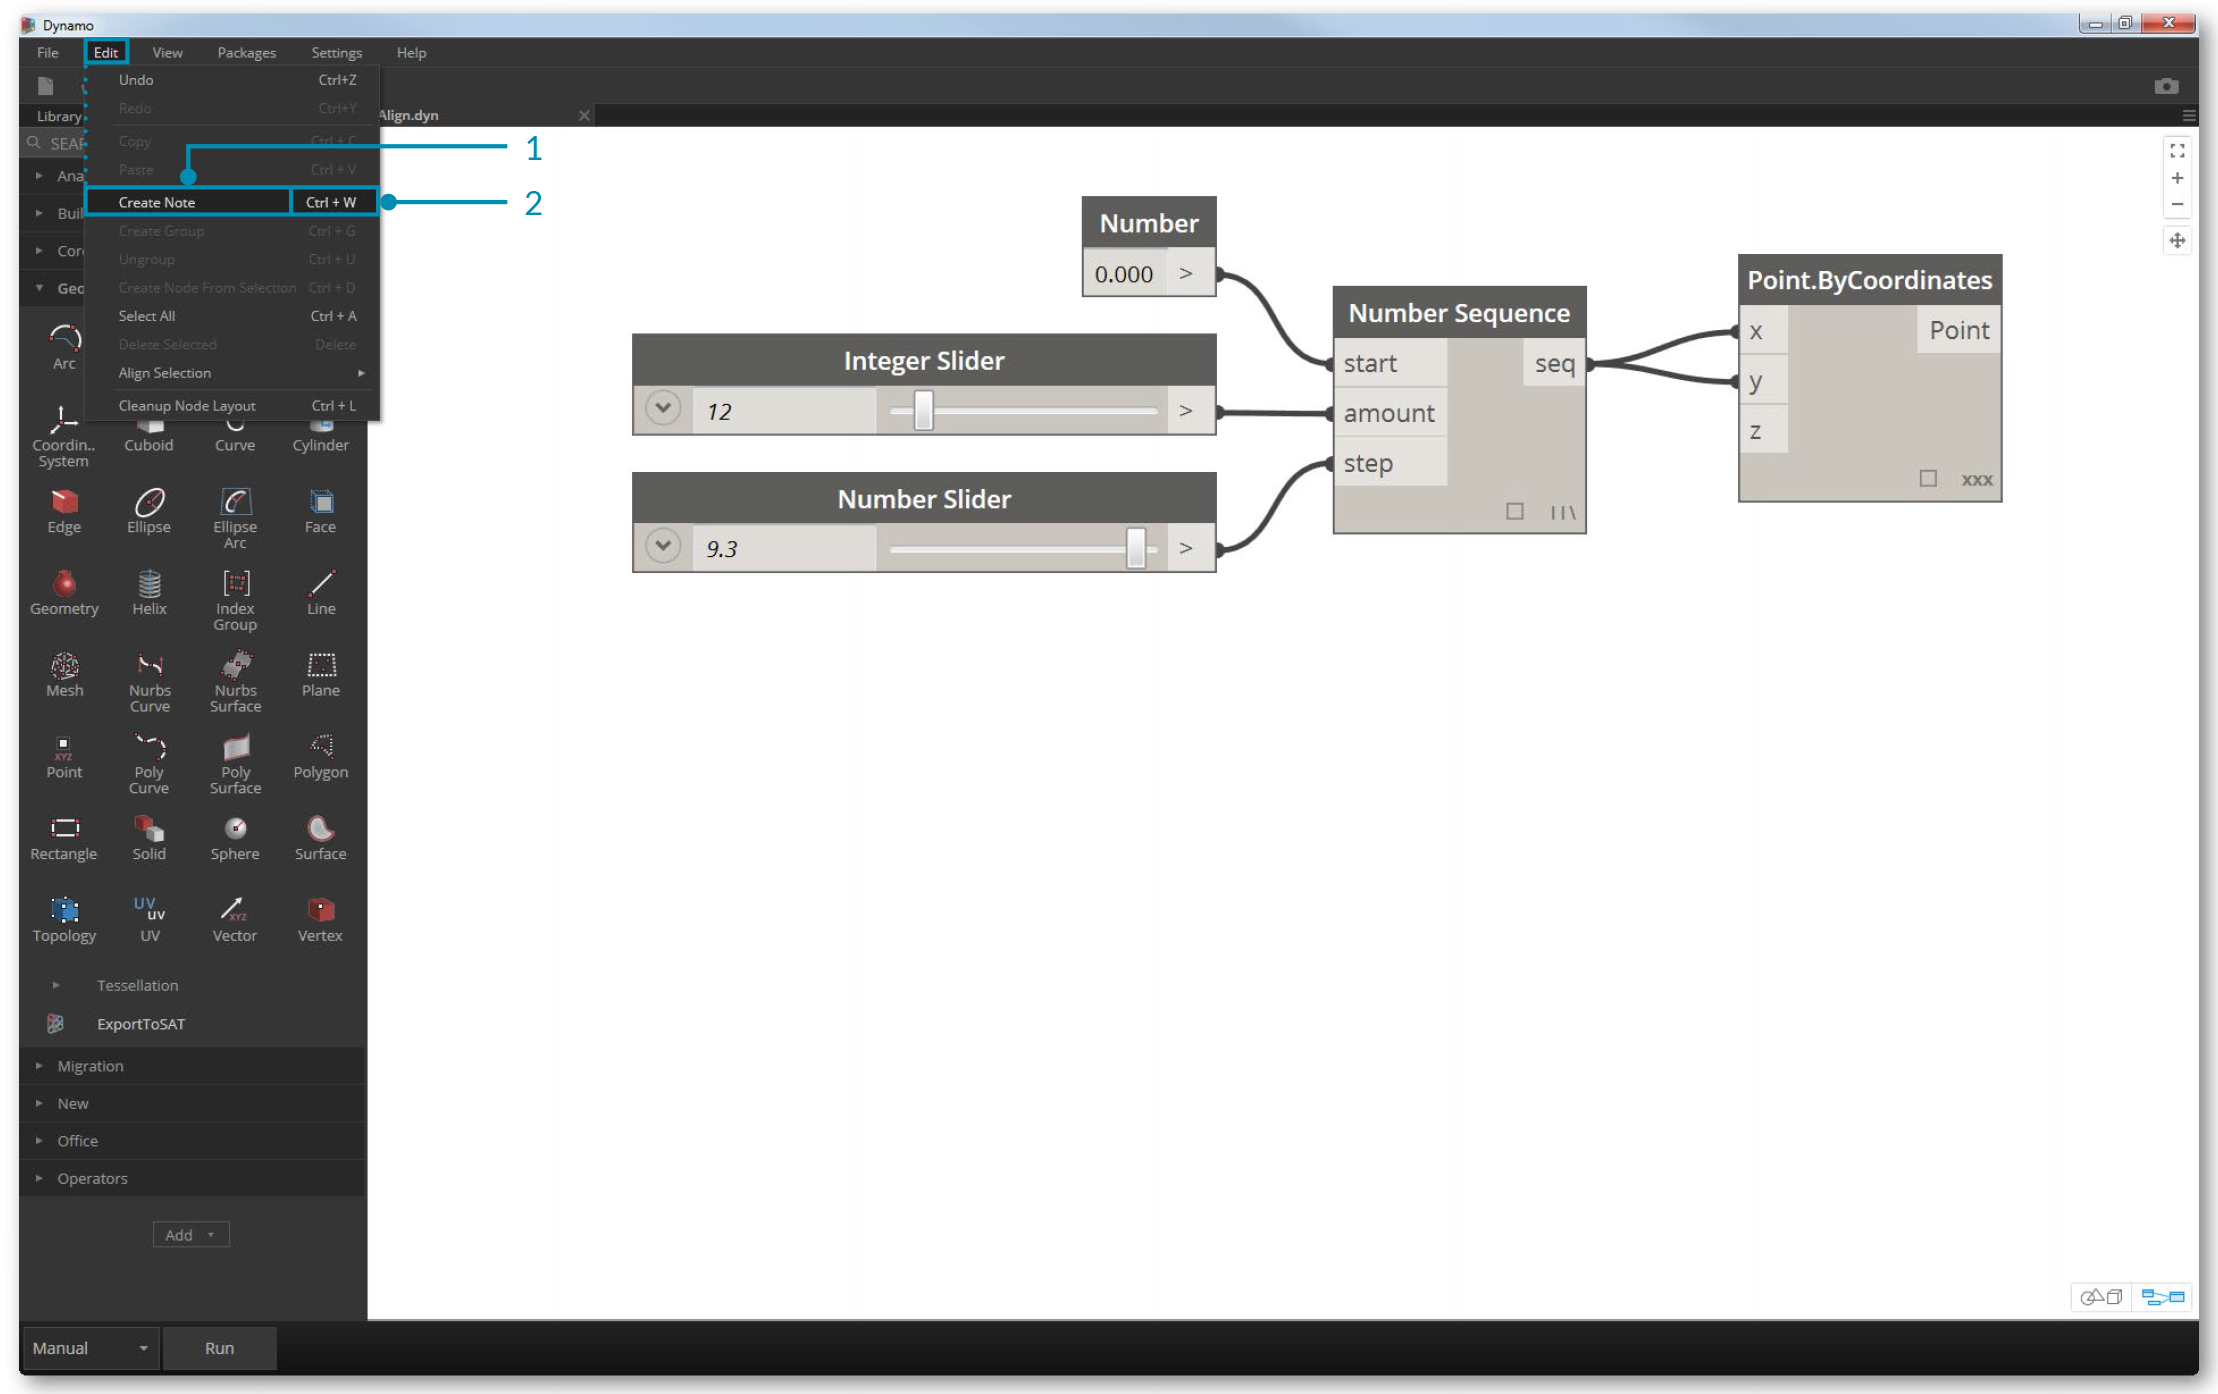 Dynamo
File Edit View Packages Settings Help
Undo Ctrl+Z
Redo Ctrl+Y
Library Align.dyn
Copy Ctrl + C
SEAR
1
Paste Ctrl + V
Ana
Create Note Ctrl + W
2
Buil
Create Group Ctrl + G
Cor
Ungroup Ctrl + U
Geo
Create Node From Selection Ctrl + D
Select All Ctrl + A
Delete Selected Delete
Align Selection
Cleanup Node Layout Ctrl + L
Arc
Coordin.. System
Cuboid
Curve
Cylinder
Edge
Ellipse
Ellipse Arc
Face
Geometry
Helix
Index Group
Line
Mesh
Nurbs Curve
Nurbs Surface
Plane
XYZ
Point
Poly Curve
Poly Surface
Polygon
Rectangle
Solid
Sphere
Surface
Topology
UV uv
UV
XYZ
Vector
Vertex
Tessellation
ExportToSAT
Migration
New
Office
Operators
Add
Manual
Run
Number
0.000 >
Integer Slider
12 >
Number Slider
9.3 >
Number Sequence
start seq
amount
step
Point.ByCoordinates
x Point
y
z
xxx